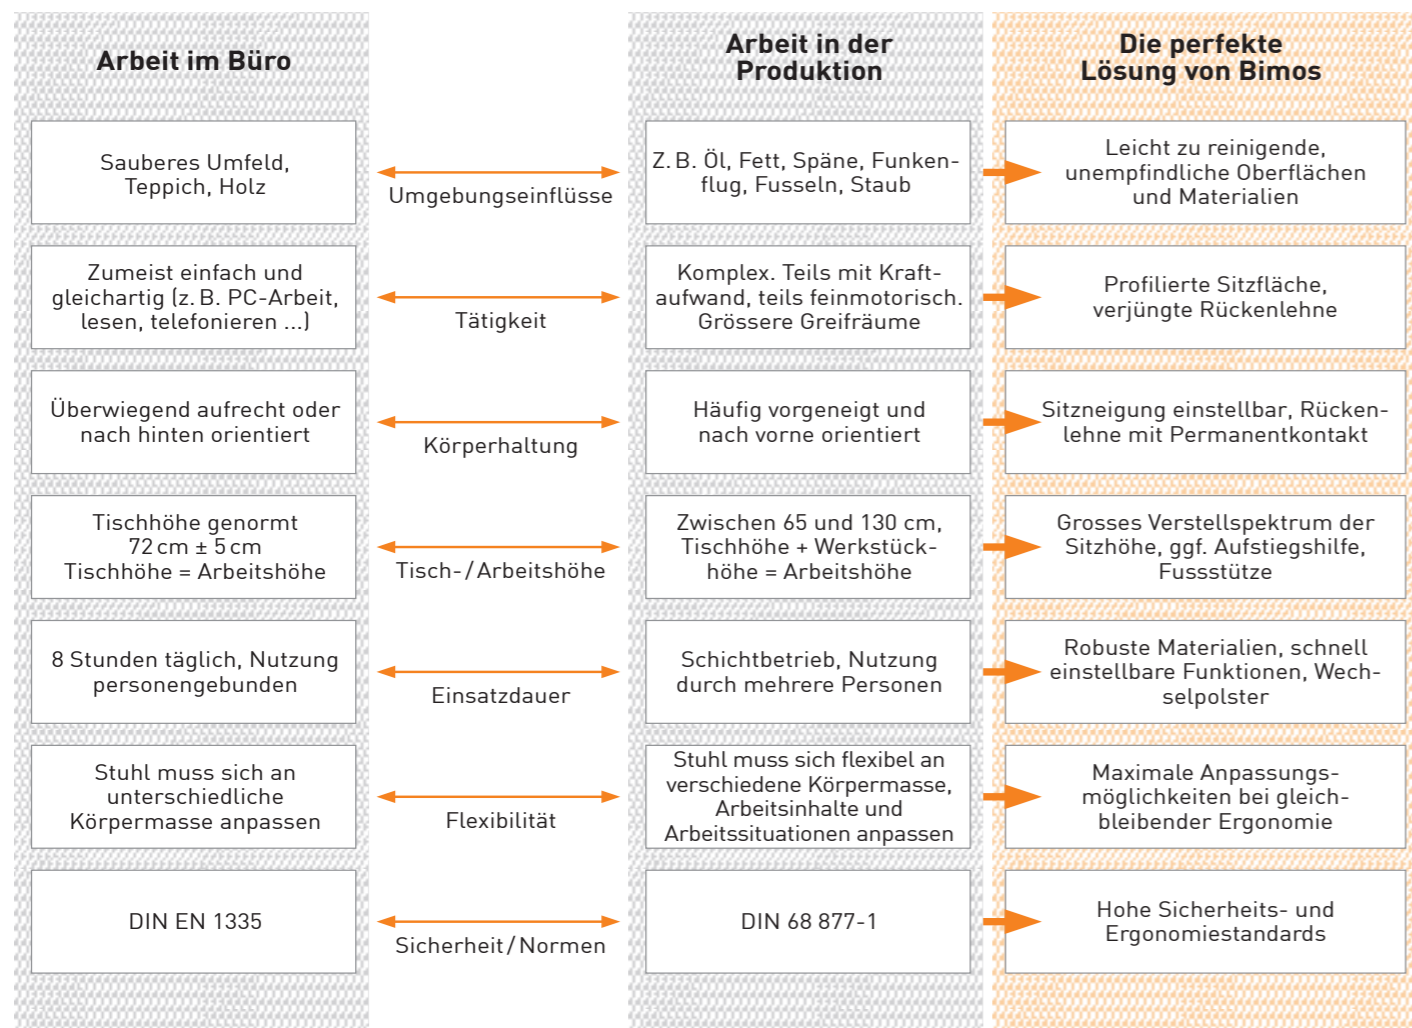 Arbeit im Büro
Arbeit in der
Produktion
Die perfekte
Lösung von Bimos
Sauberes Umfeld,
Teppich, Holz
Umgebungseinflüsse
Z. B. Öl, Fett, Späne, Funken-
flug, Fusseln, Staub
Leicht zu reinigende,
unempfindliche Oberflächen
und Materialien
Zumeist einfach und
gleichartig (z. B. PC-Arbeit,
lesen, telefonieren ...)
Tätigkeit
Komplex. Teils mit Kraft-
aufwand, teils feinmotorisch.
Grössere Greifräume
Profilierte Sitzfläche,
verjüngte Rückenlehne
Überwiegend aufrecht oder
nach hinten orientiert
Körperhaltung
Häufig vorgeneigt und
nach vorne orientiert
Sitzneigung einstellbar, Rücken-
lehne mit Permanentkontakt
Tischhöhe genormt
72 cm ± 5 cm
Tischhöhe = Arbeitshöhe
Tisch-/Arbeitshöhe
Zwischen 65 und 130 cm,
Tischhöhe + Werkstück-
höhe = Arbeitshöhe
Grosses Verstellspektrum der
Sitzhöhe, ggf. Aufstiegshilfe,
Fussstütze
8 Stunden täglich, Nutzung
personengebunden
Einsatzdauer
Schichtbetrieb, Nutzung
durch mehrere Personen
Robuste Materialien, schnell
einstellbare Funktionen, Wech-
selpolster
Stuhl muss sich an
unterschiedliche
Körpermasse anpassen
Flexibilität
Stuhl muss sich flexibel an
verschiedene Körpermasse,
Arbeitsinhalte und
Arbeitssituationen anpassen
Maximale Anpassungs-
möglichkeiten bei gleich-
bleibender Ergonomie
DIN EN 1335
Sicherheit/Normen
DIN 68 877-1
Hohe Sicherheits- und
Ergonomiestandards